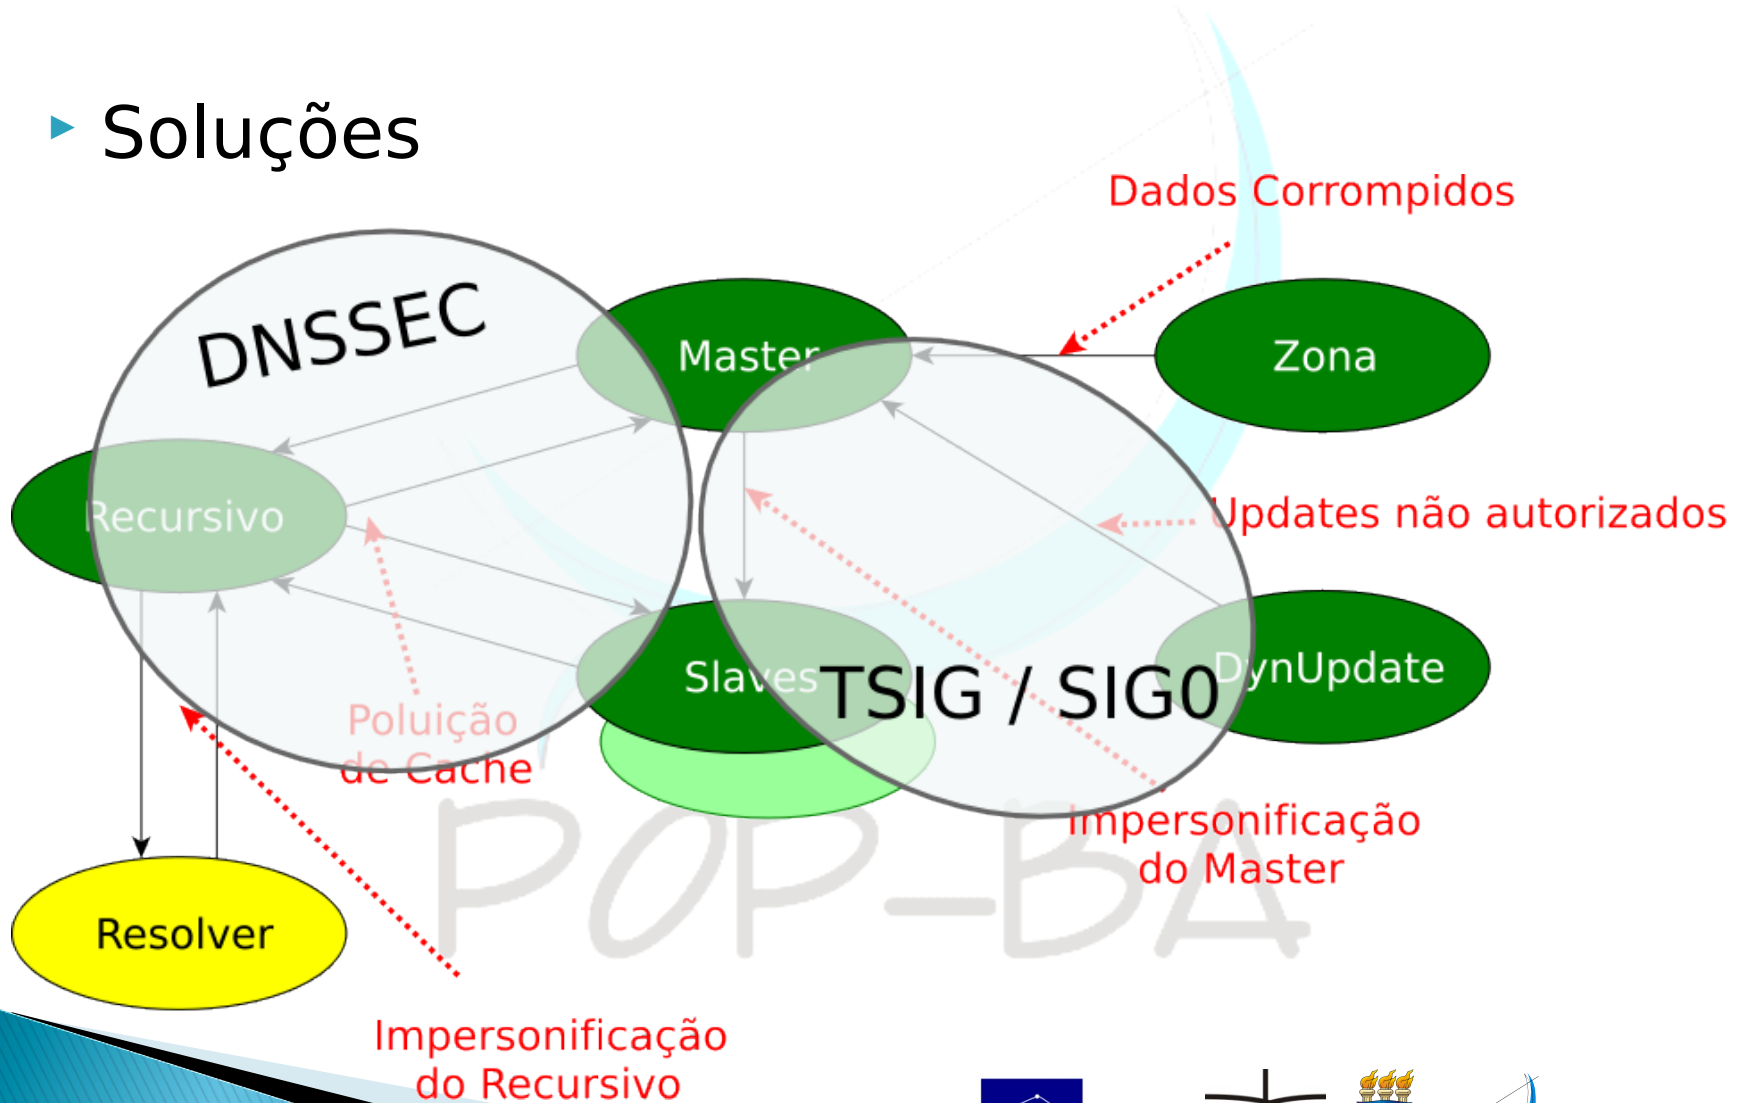 Soluções
Dados Corrompidos
DNSSEC
Master
Zona
Recursivo
Updates não autorizados
Slaves
TSIG / SIG0
DynUpdate
Poluição
de Cache
Impersonificação
do Master
POP-BA
Resolver
Impersonificação
do Recursivo